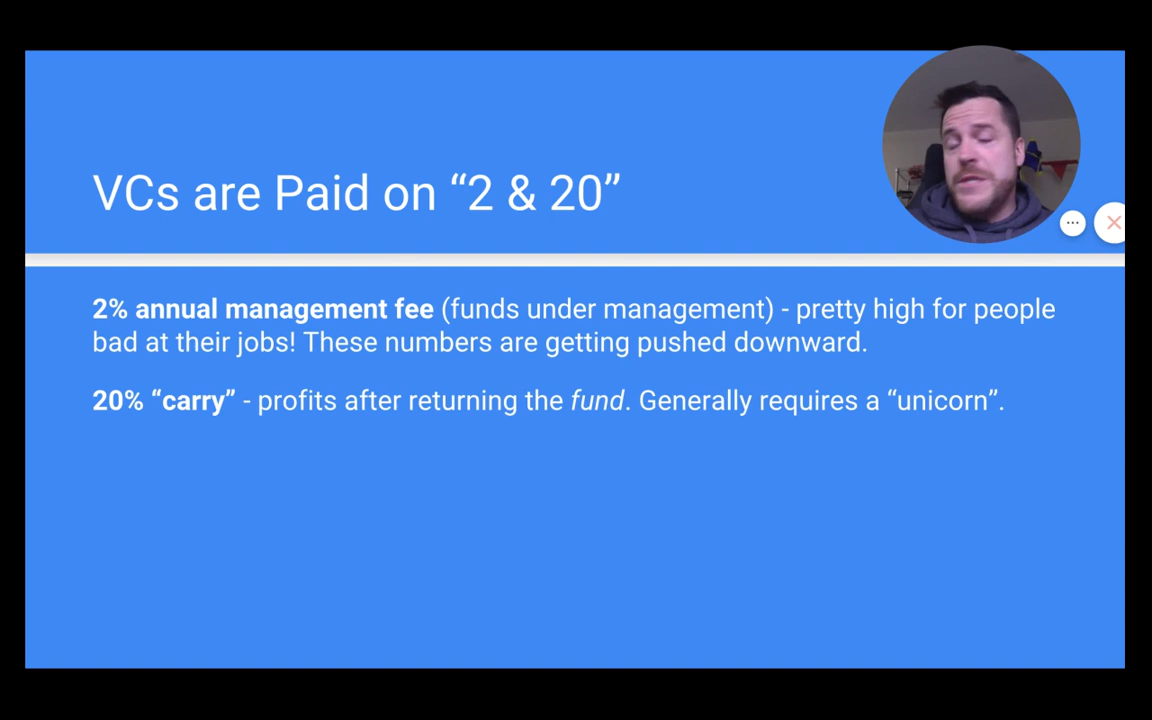 VCs are Paid on “2 & 20”
2% annual management fee (funds under management) - pretty high for people
bad at their jobs! These numbers are getting pushed downward.
20% “carry” - profits after returning the fund. Generally requires a “unicorn”.